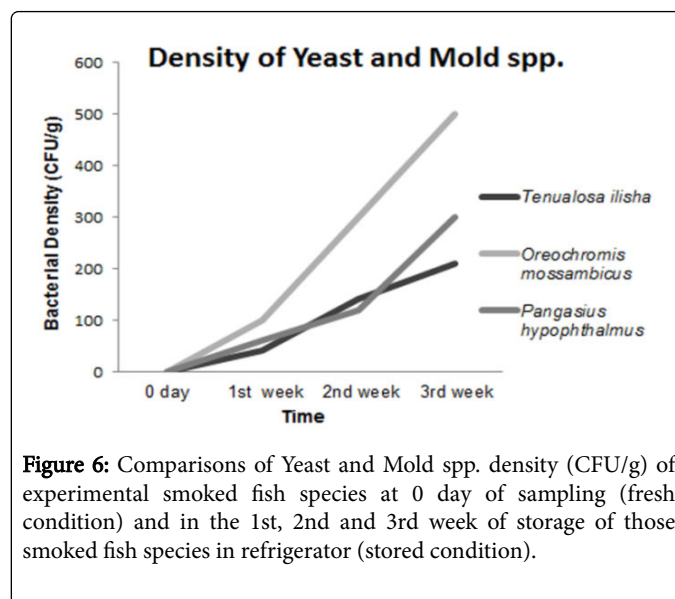 Density of Yeast and Mold spp.
600
500
400
300
200
100
0
Bacterial Density (CFU/g)
0 day 1st week 2nd week 3rd week
Time
Tenualosa ilisha
Oreochromis
mossambicus
Pangasius
hypophthalmus
Figure 6: Comparisons of Yeast and Mold spp. density (CFU/g) of
experimental smoked fish species at 0 day of sampling (fresh
condition) and in the 1st, 2nd and 3rd week of storage of those
smoked fish species in refrigerator (stored condition).